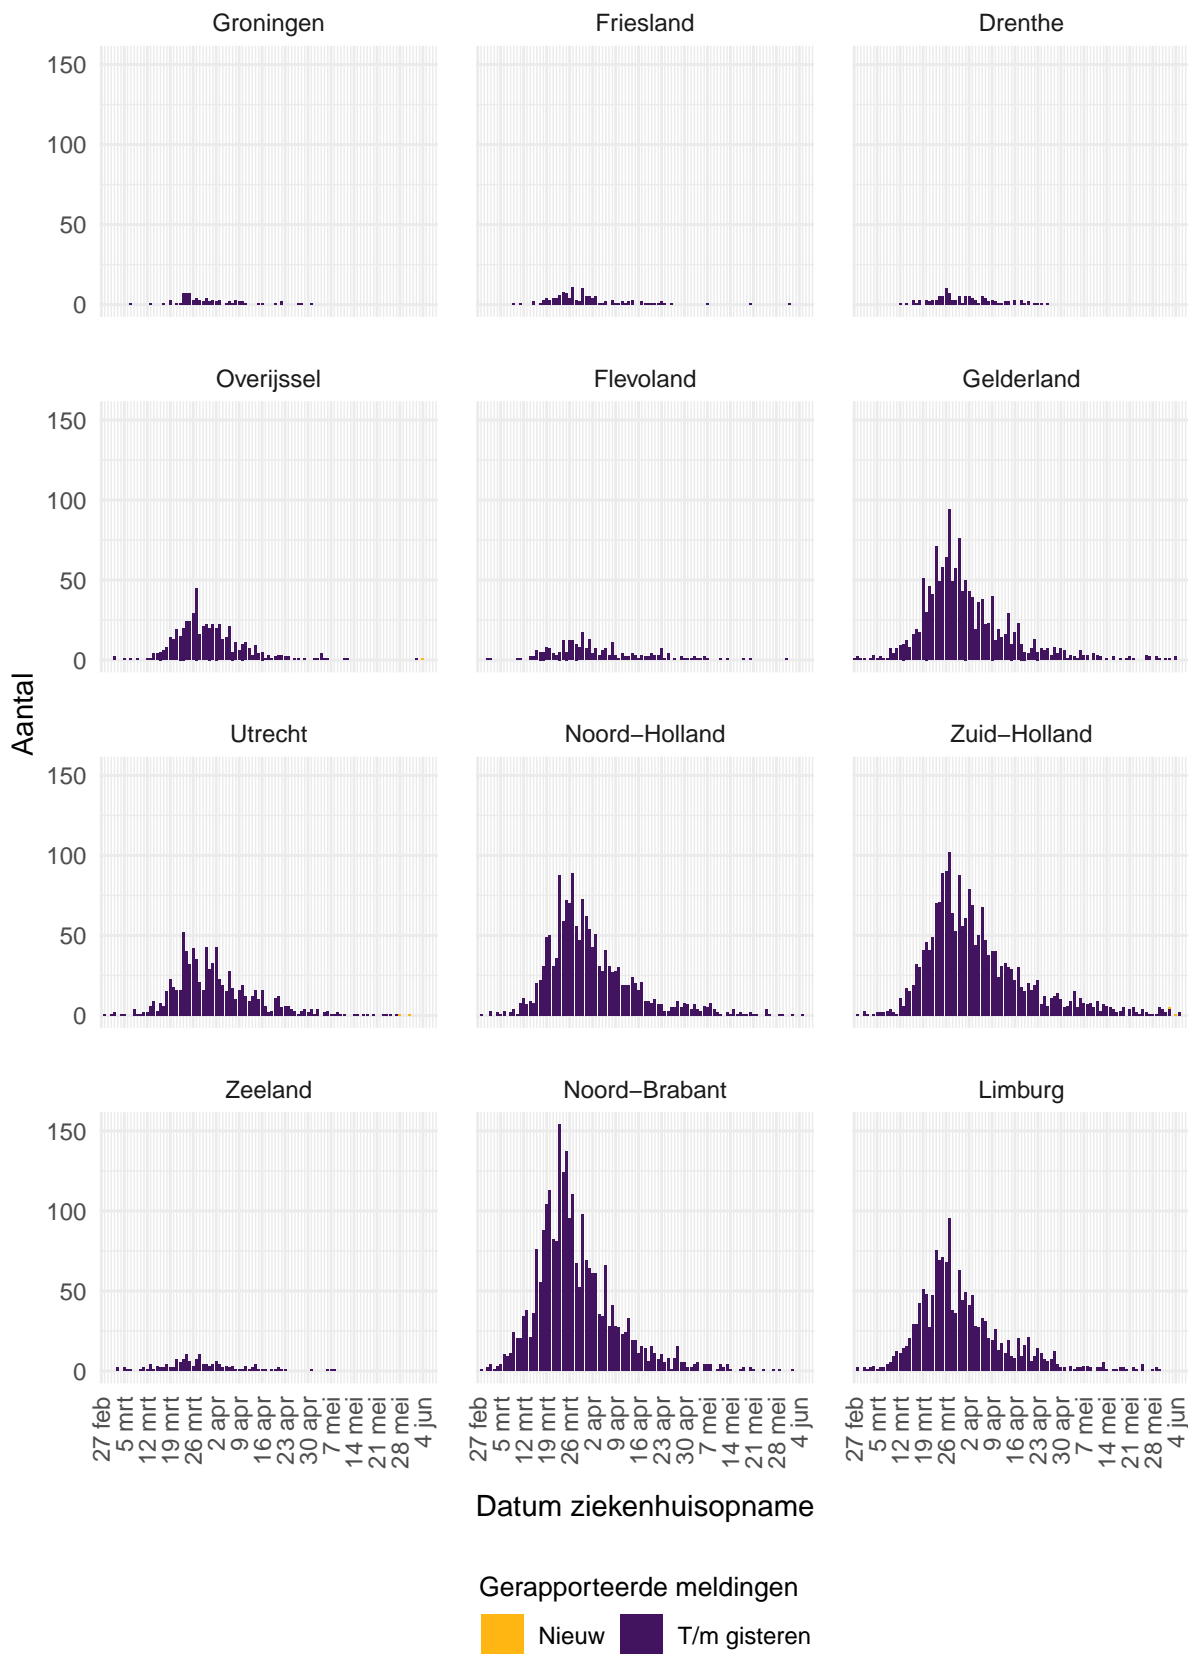 Groningen
Friesland
Drenthe
150
100
50
0
Overijssel
Flevoland
Gelderland
150
100
50
0
Aantal
Utrecht
Noord−Holland
Zuid−Holland
150
100
50
0
Zeeland
Noord−Brabant
Limburg
150
100
50
0
27 feb
5 mrt
12 mrt
19 mrt
26 mrt
2 apr
9 apr
16 apr
23 apr
30 apr
7 mei
14 mei
21 mei
28 mei
4 jun
27 feb
5 mrt
12 mrt
19 mrt
26 mrt
2 apr
9 apr
16 apr
23 apr
30 apr
7 mei
14 mei
21 mei
28 mei
4 jun
27 feb
5 mrt
12 mrt
19 mrt
26 mrt
2 apr
9 apr
16 apr
23 apr
30 apr
7 mei
14 mei
21 mei
28 mei
4 jun
Datum ziekenhuisopname
Gerapporteerde meldingen
Nieuw
T/m gisteren